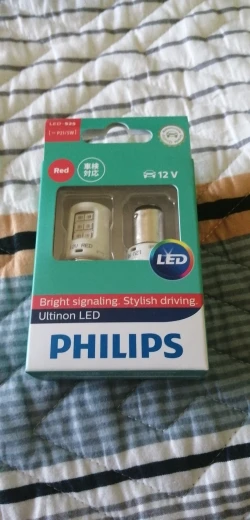 Red
車検
対応
12 V
LED
Bright signaling. Stylish driving.
Ultinon LED
PHILIPS